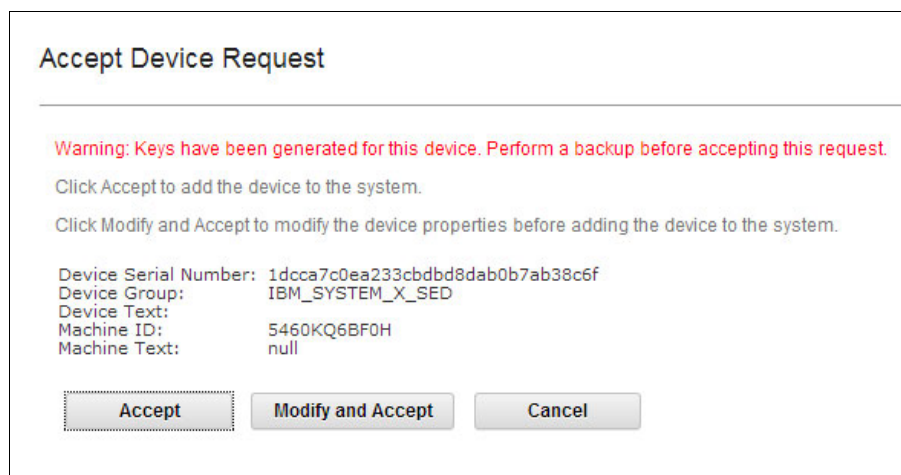 Accept Device Request
Warning: Keys have been generated for this device. Perform a backup before accepting this request.
Click Accept to add the device to the system.
Click Modify and Accept to modify the device properties before adding the device to the system.
Device Serial Number: 1dcca7c0ea233cbdbd8dab0b7ab38c6f
Device Group: IBM_SYSTEM_X_SED
Device Text:
Machine ID: 5460KQ6BF0H
Machine Text: null
Accept Modify and Accept Cancel